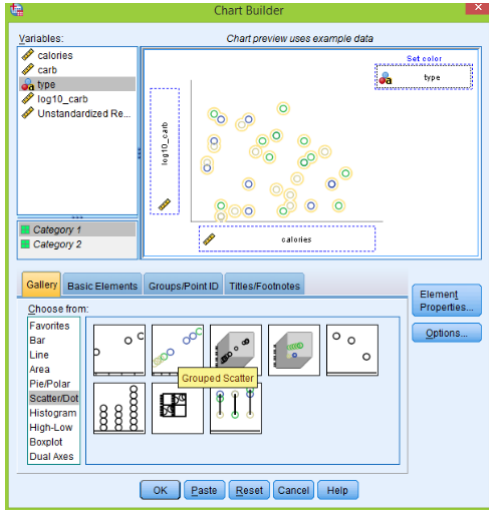 Chart Builder
Variables:
calories
carb
type
log10_carb
Unstandardized Re...
Category 1
Category 2
Chart preview uses example data
Set color
type
log10_carb
calories
Gallery
Basic Elements
Groups/Point ID
Titles/Footnotes
Choose from:
Favorites
Bar
Line
Area
Pie/Polar
Scatter/Dot
Histogram
High-Low
Boxplot
Dual Axes
Grouped Scatter
Element Properties...
Options...
OK
Paste
Reset
Cancel
Help